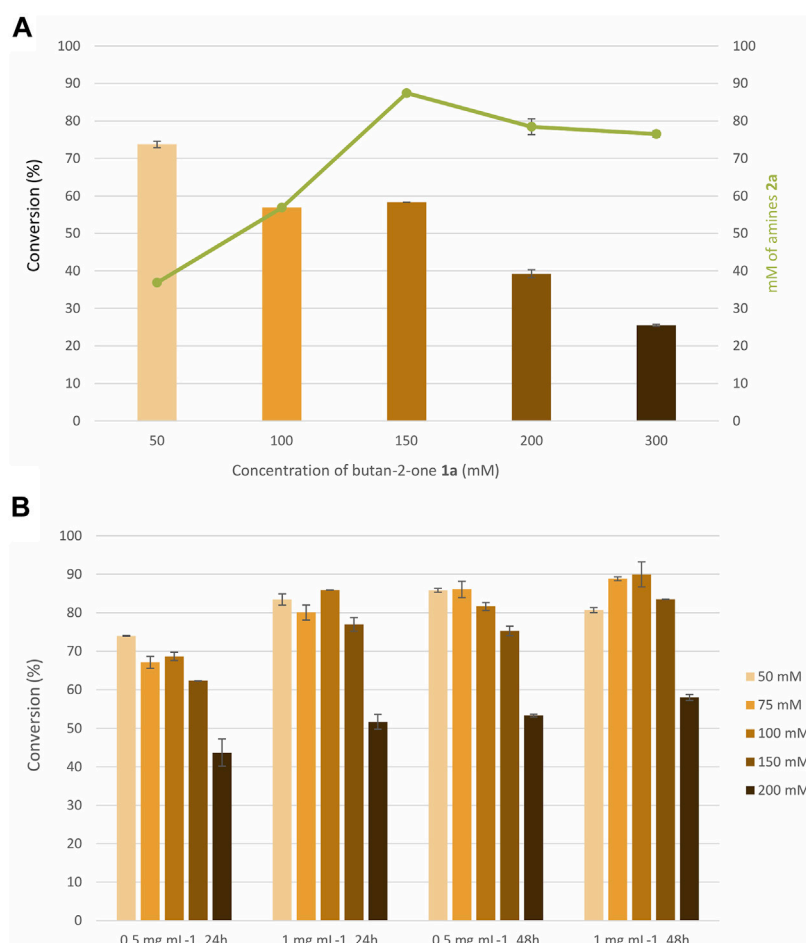 A
100 100
90 90
80 80
70 70
60 60
50 50
40 40
30 30
20 20
10 10
0 0
Conversion (%)
mM of amines 2a
50 100 150 200 300
Concentration of butan-2-one 1a (mM)
B
100
90
80
70
60
50
40
30
20
10
0
Conversion (%)
50 mM
75 mM
100 mM
150 mM
200 mM
0.5 mg mL-1, 24h 1 mg mL-1, 24h 0.5 mg mL-1, 48h 1 mg mL-1, 48h